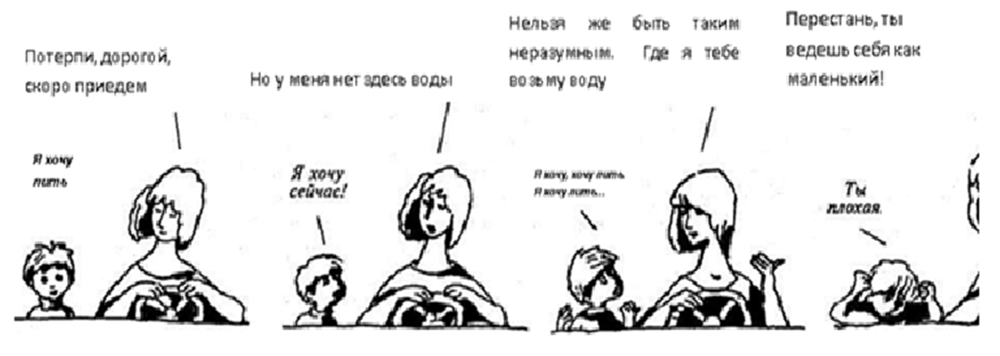 Потерпи, дорогой,
скоро приедем
Я хочу
пить
Но у меня нет здесь воды
Я хочу
сейчас!
Нельзя же быть таким
неразумным. Где я тебе
возьму воду
Я хочу, хочу пить
Я хочу пить...
Перестань, ты
ведешь себя как
маленький!
Ты
плохая.